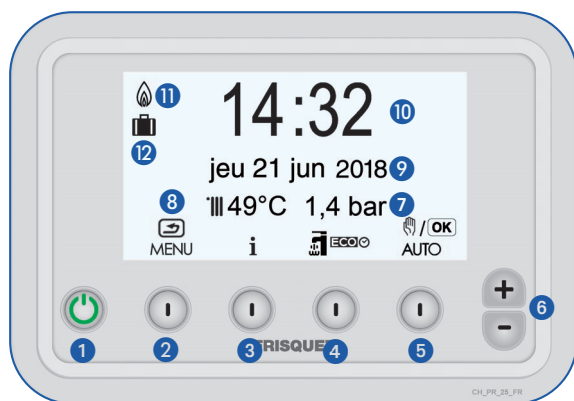 11
14:32
10
12
jeu 21 jun 2018
9
8
49°C 1,4 bar
7
/ OK
MENU
i
ECO
AUTO
+
6
-
1
2
3
4
5
FRISQUET
CH_PR_25_FR